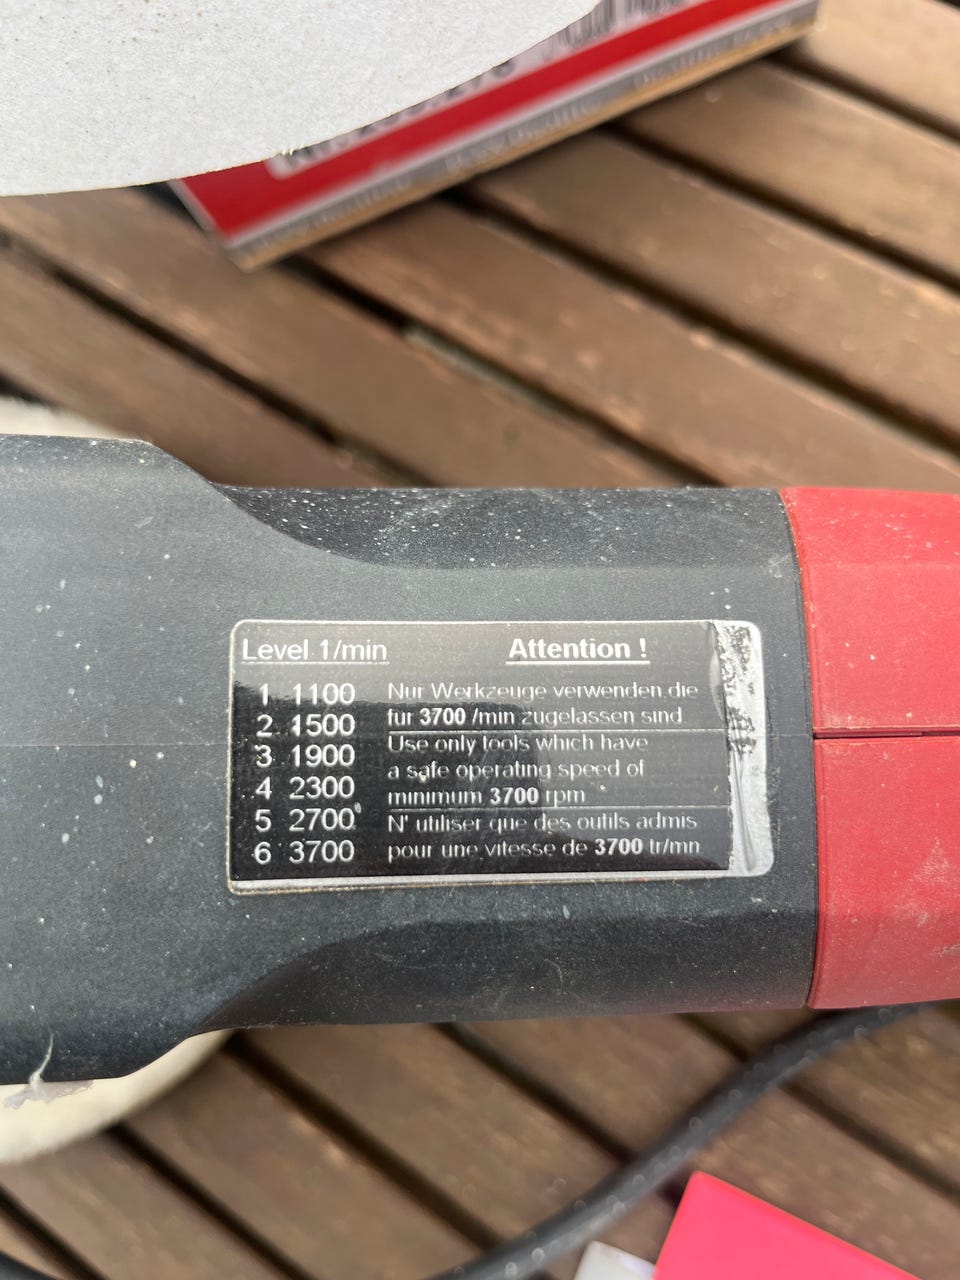 Level 1/min
1 1100
2 1500
3 1900
4 2300
5 2700
6 3700
Attention !
Nur Werkzeuge verwenden,die
für 3700 /min zugelassen sind
Use only tools which have
a safe operating speed of
minimum 3700 rpm
N' utiliser que des outils admis
pour une vitesse de 3700 tr/mn